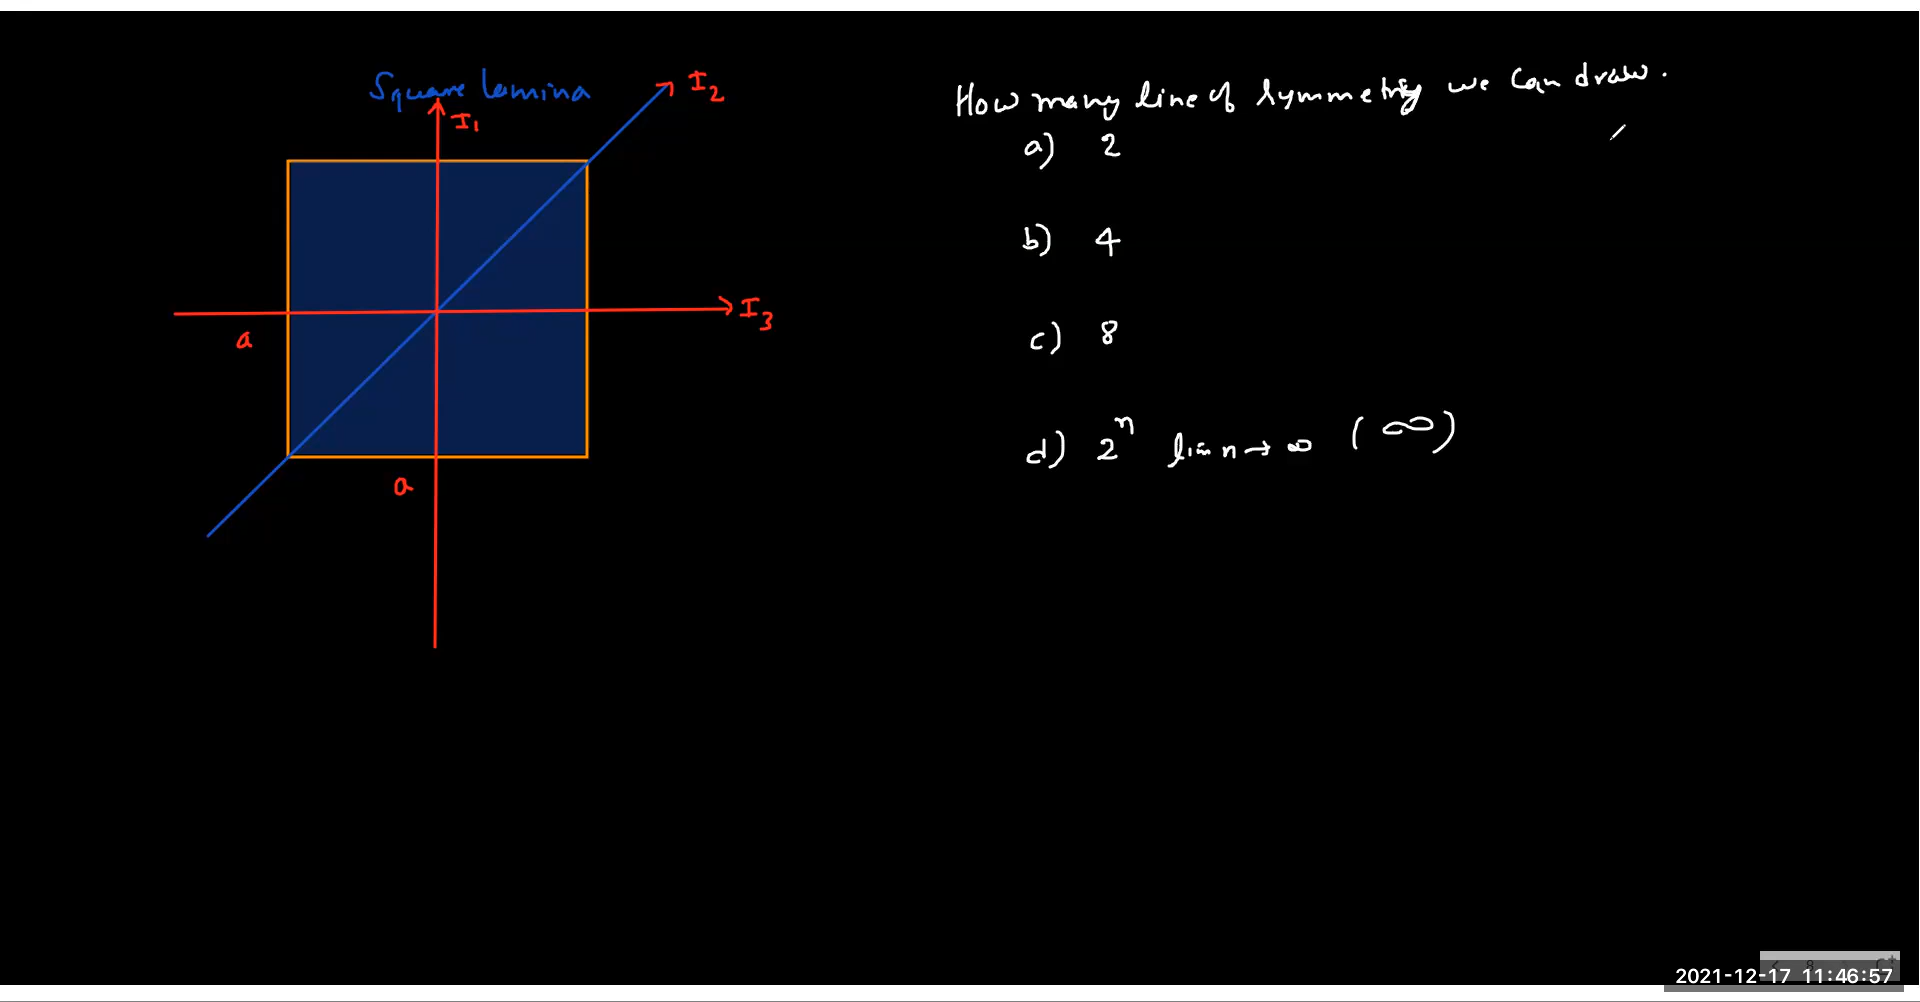 Square lamina
I₁
I₂
I₃
a
a
How many line of symmetry we can draw.
a) 2
b) 4
c) 8
d) 2ⁿ lim n→∞ (∞)
2021-12-17 11:46:57